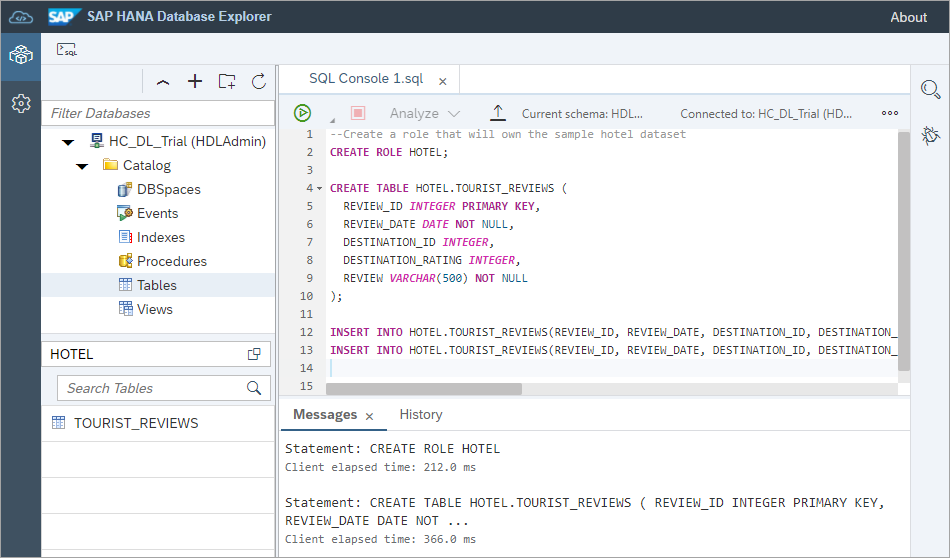 SAP SAP HANA Database Explorer About
SQL
SQL Console 1.sql
Filter Databases
HC_DL_Trial (HDLAdmin)
Catalog
DBSpaces
Events
Indexes
Procedures
Tables
Views
HOTEL
Search Tables
TOURIST_REVIEWS
Analyze Current schema: HDL... Connected to: HC_DL_Trial (HD...
1 --Create a role that will own the sample hotel dataset
2 CREATE ROLE HOTEL;
3
4 CREATE TABLE HOTEL.TOURIST_REVIEWS (
5 REVIEW_ID INTEGER PRIMARY KEY,
6 REVIEW_DATE DATE NOT NULL,
7 DESTINATION_ID INTEGER,
8 DESTINATION_RATING INTEGER,
9 REVIEW VARCHAR(500) NOT NULL
10 );
11
12 INSERT INTO HOTEL.TOURIST_REVIEWS(REVIEW_ID, REVIEW_DATE, DESTINATION_ID, DESTINATION_
13 INSERT INTO HOTEL.TOURIST_REVIEWS(REVIEW_ID, REVIEW_DATE, DESTINATION_ID, DESTINATION_
14
15
Messages History
Statement: CREATE ROLE HOTEL
Client elapsed time: 212.0 ms
Statement: CREATE TABLE HOTEL.TOURIST_REVIEWS ( REVIEW_ID INTEGER PRIMARY KEY,
REVIEW_DATE DATE NOT ...
Client elapsed time: 366.0 ms